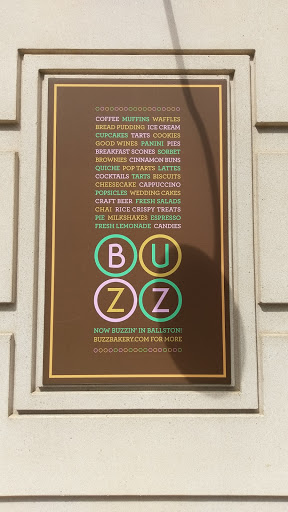 COFFEE MUFFINS WAFFLES
BREAD PUDDING ICE CREAM
CUPCAKES TARTS COOKIES
GOOD WINES PANINI PIES
BREAKFAST SCONES SORBET
BROWNIES CINNAMON BUNS
QUICHE POP TARTS LATTES
COCKTAILS TARTS BISCUITS
CHEESECAKE CAPPUCCINO
POPSICLES WEDDING CAKES
CRAFT BEER FRESH SALADS
CHAI RICE CRISPY TREATS
PIE MILKSHAKES ESPRESSO
FRESH LEMONADE CANDIES
BU
ZZ
NOW BUZZIN' IN BALLSTON!
BUZZBAKERY.COM FOR MORE